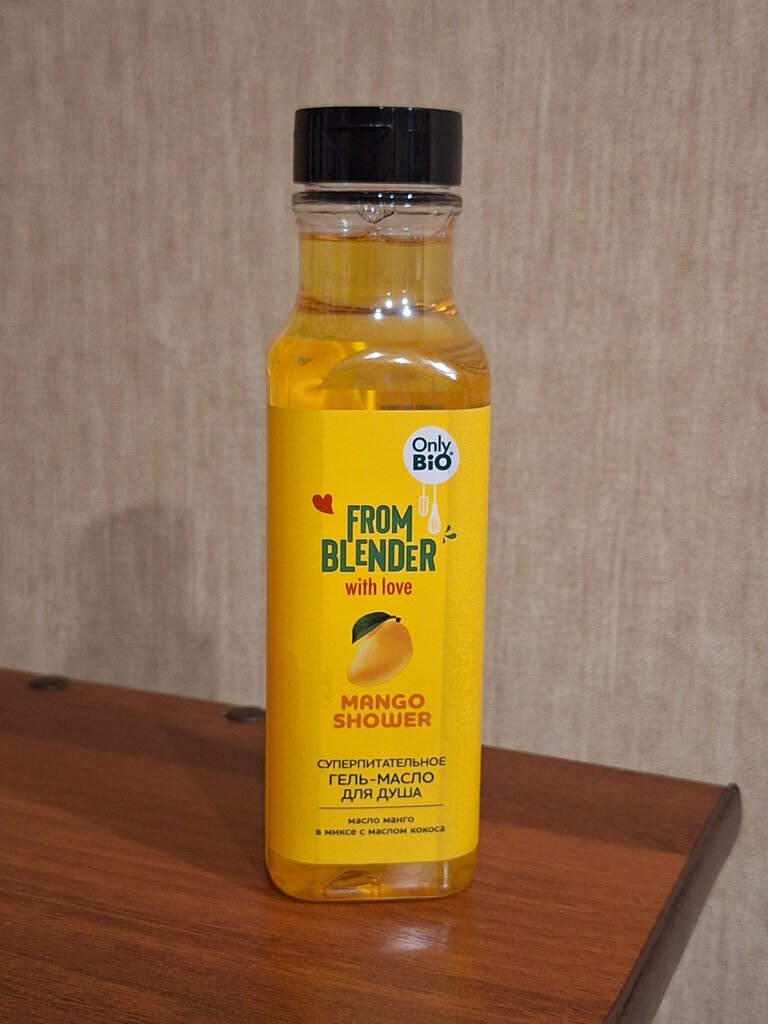 Only
BiO®
FROM
BLENDER
with love
MANGO
SHOWER
СУПЕРПИТАТЕЛЬНОЕ
ГЕЛЬ-МАСЛО
ДЛЯ ДУША
масло манго
в миксе с маслом кокоса